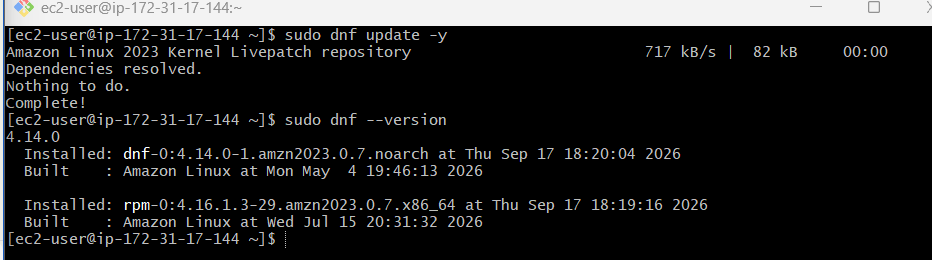 ec2-user@ip-172-31-17-144:~
[ec2-user@ip-172-31-17-144 ~]$ sudo dnf update -y
Amazon Linux 2023 Kernel Livepatch repository                         717 kB/s |  82 kB     00:00
Dependencies resolved.
Nothing to do.
Complete!
[ec2-user@ip-172-31-17-144 ~]$ sudo dnf --version
4.14.0
  Installed: dnf-0:4.14.0-1.amzn2023.0.7.noarch at Thu Sep 17 18:20:04 2026
  Built    : Amazon Linux at Mon May  4 19:46:13 2026

  Installed: rpm-0:4.16.1.3-29.amzn2023.0.7.x86_64 at Thu Sep 17 18:19:16 2026
  Built    : Amazon Linux at Wed Jul 15 20:31:32 2026
[ec2-user@ip-172-31-17-144 ~]$